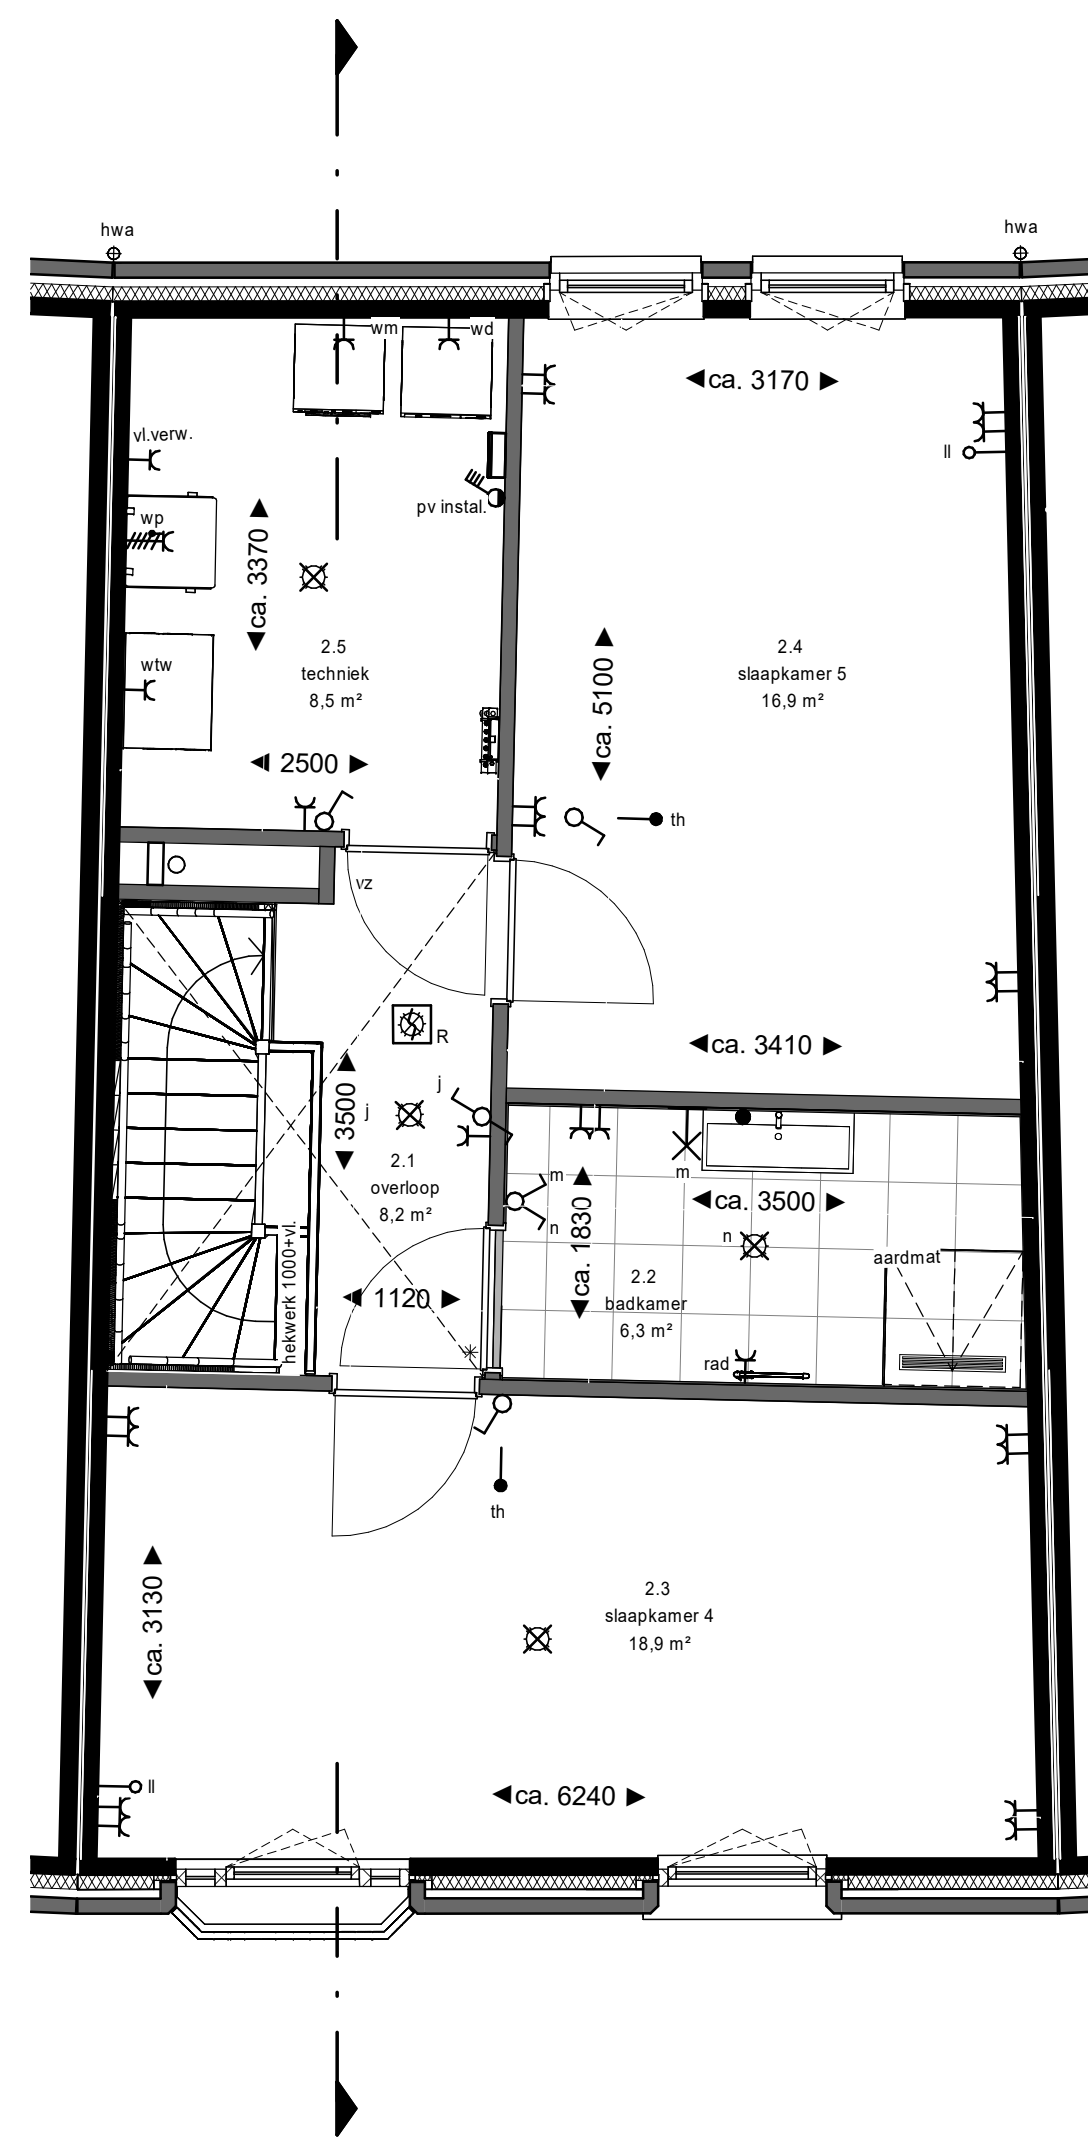 hwa
hwa
wm
wd
ca. 3170
vl.verw.
ll
pv instal.
wp
ca. 3370
2.5
techniek
8,5 m²
2.4
slaapkamer 5
16,9 m²
wtw
ca. 5100
2500
th
vz
R
ca. 3410
j
j
3500
2.1
overloop
8,2 m²
m
m
n
ca. 1830
ca. 3500
n
aardmat
2.2
badkamer
6,3 m²
hekwerk 1000+vl.
1120
rad
th
ca. 3130
2.3
slaapkamer 4
18,9 m²
ll
ca. 6240